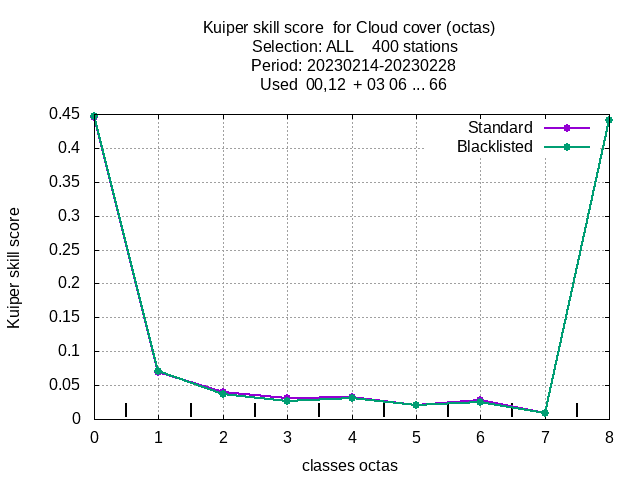 Kuiper skill score  for Cloud cover (octas)
Selection: ALL    400 stations
Period: 20230214-20230228
Used  00,12  + 03 06 ... 66
Standard
Blacklisted
0.45
0.4
0.35
0.3
0.25
0.2
0.15
0.1
0.05
0
Kuiper skill score
0 1 2 3 4 5 6 7 8
classes octas